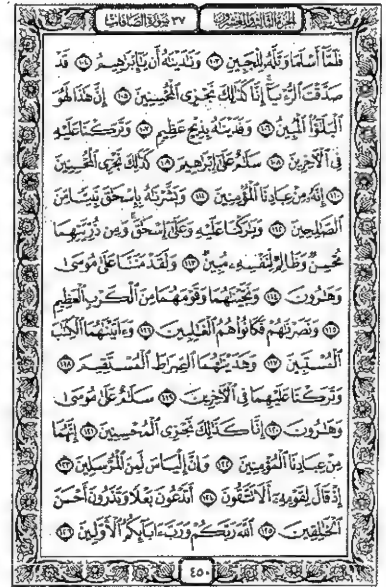 الجزء الثالث والعشرون
٣٧ سورة الصافات
فَلَمَّآ أَسۡلَمَا وَتَلَّهُۥ لِلۡجَبِينِ ١٠٣ وَنَٰدَيۡنَٰهُ أَن يَٰٓإِبۡرَٰهِيمُ ١٠٤ قَدۡ
صَدَّقۡتَ ٱلرُّءۡيَآۚ إِنَّا كَذَٰلِكَ نَجۡزِي ٱلۡمُحۡسِنِينَ ١٠٥ إِنَّ هَٰذَا لَهُوَ
ٱلۡبَلَٰٓؤُاْ ٱلۡمُبِينُ ١٠٦ وَفَدَيۡنَٰهُ بِذِبۡحٍ عَظِيمٖ ١٠٧ وَتَرَكۡنَا عَلَيۡهِ
فِي ٱلۡأٓخِرِينَ ١٠٨ سَلَٰمٌ عَلَىٰٓ إِبۡرَٰهِيمَ ١٠٩ كَذَٰلِكَ نَجۡزِي ٱلۡمُحۡسِنِينَ
١١٠ إِنَّهُۥ مِنۡ عِبَادِنَا ٱلۡمُؤۡمِنِينَ ١١١ وَبَشَّرۡنَٰهُ بِإِسۡحَٰقَ نَبِيّٗا مِّنَ
ٱلصَّٰلِحِينَ ١١٢ وَبَٰرَكۡنَا عَلَيۡهِ وَعَلَىٰٓ إِسۡحَٰقَۚ وَمِن ذُرِّيَّتِهِمَا
مُحۡسِنٞ وَظَالِمٞ لِّنَفۡسِهِۦ مُبِينٞ ١١٣ وَلَقَدۡ مَنَنَّا عَلَىٰ مُوسَىٰ
وَهَٰرُونَ ١١٤ وَنَجَّيۡنَٰهُمَا وَقَوۡمَهُمَا مِنَ ٱلۡكَرۡبِ ٱلۡعَظِيمِ
١١٥ وَنَصَرۡنَٰهُمۡ فَكَانُواْ هُمُ ٱلۡغَٰلِبِينَ ١١٦ وَءَاتَيۡنَٰهُمَا ٱلۡكِتَٰبَ
ٱلۡمُسۡتَبِينَ ١١٧ وَهَدَيۡنَٰهُمَا ٱلصِّرَٰطَ ٱلۡمُسۡتَقِيمَ ١١٨
وَتَرَكۡنَا عَلَيۡهِمَا فِي ٱلۡأٓخِرِينَ ١١٩ سَلَٰمٌ عَلَىٰ مُوسَىٰ
وَهَٰرُونَ ١٢٠ إِنَّا كَذَٰلِكَ نَجۡزِي ٱلۡمُحۡسِنِينَ ١٢١ إِنَّهُمَا
مِنۡ عِبَادِنَا ٱلۡمُؤۡمِنِينَ ١٢٢ وَإِنَّ إِلۡيَاسَ لَمِنَ ٱلۡمُرۡسَلِينَ ١٢٣
إِذۡ قَالَ لِقَوۡمِهِۦٓ أَلَا تَتَّقُونَ ١٢٤ أَتَدۡعُونَ بَعۡلٗا وَتَذَرُونَ أَحۡسَنَ
ٱلۡخَٰلِقِينَ ١٢٥ ٱللَّهَ رَبَّكُمۡ وَرَبَّ ءَابَآئِكُمُ ٱلۡأَوَّلِينَ ١٢٦
٤٥٠